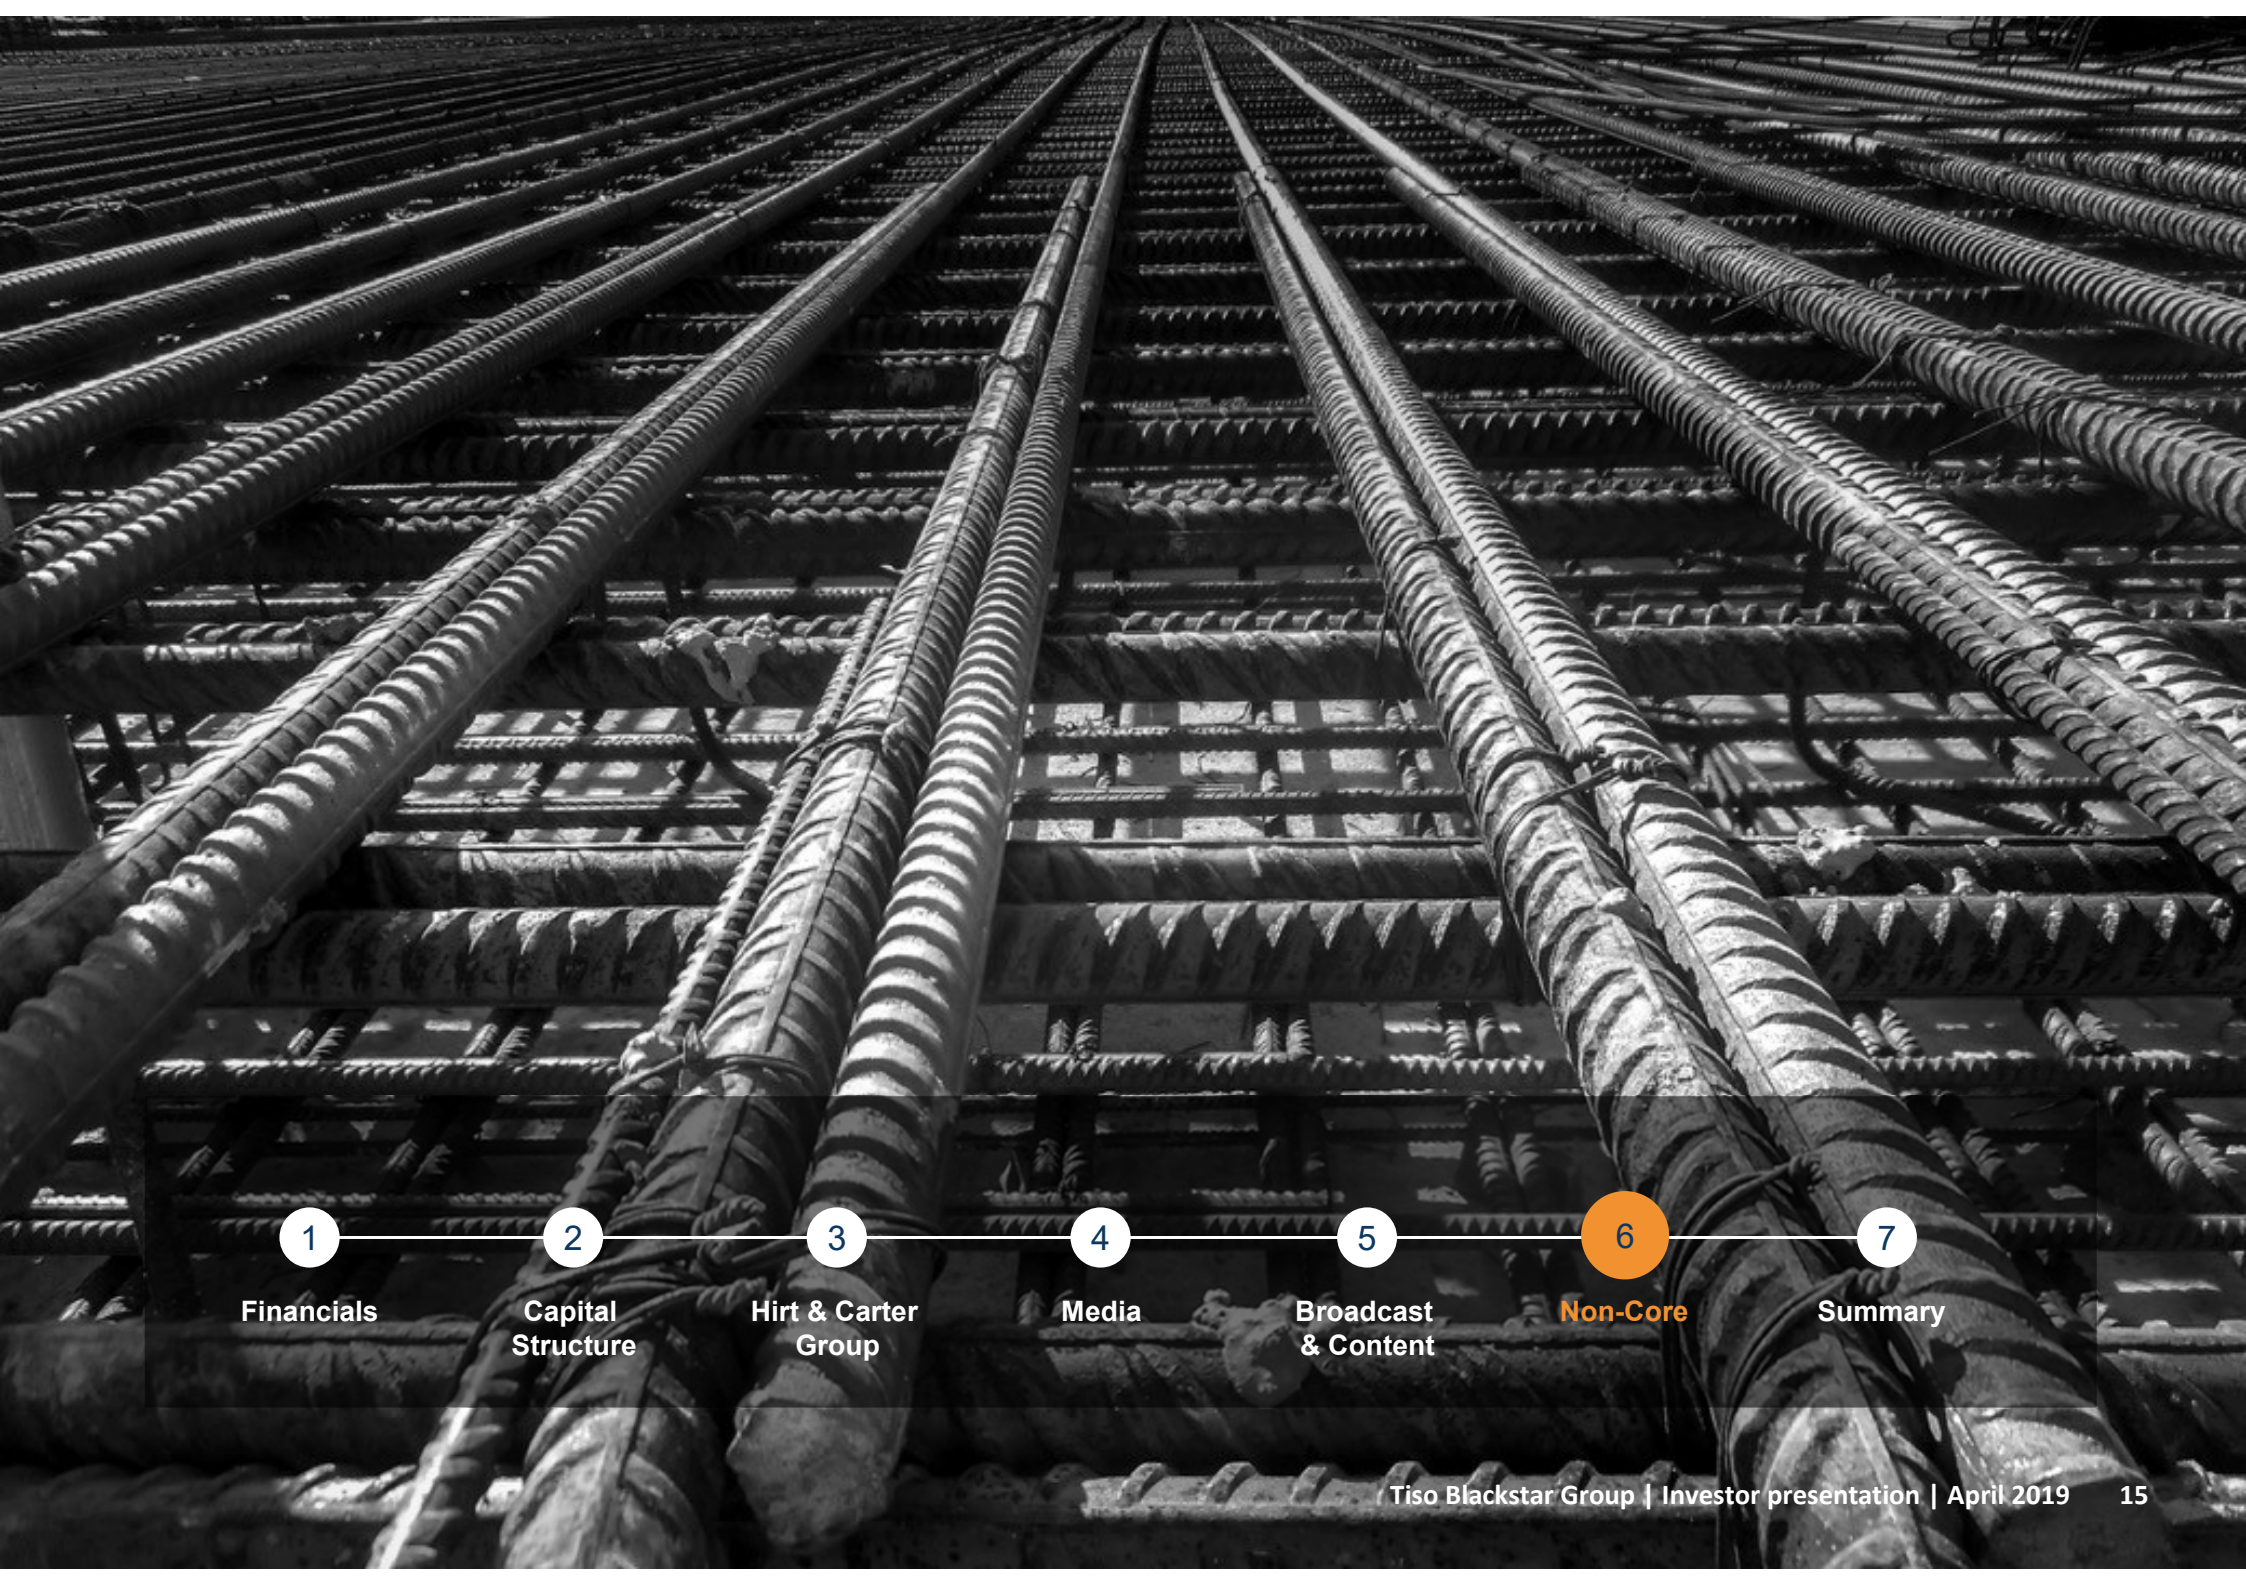 1 2 3 4 5 6 7
Financials Capital Hirt & Carter Media Broadcast Non-Core Summary
Structure Group & Content
Tiso Blackstar Group | Investor presentation | April 2019 15